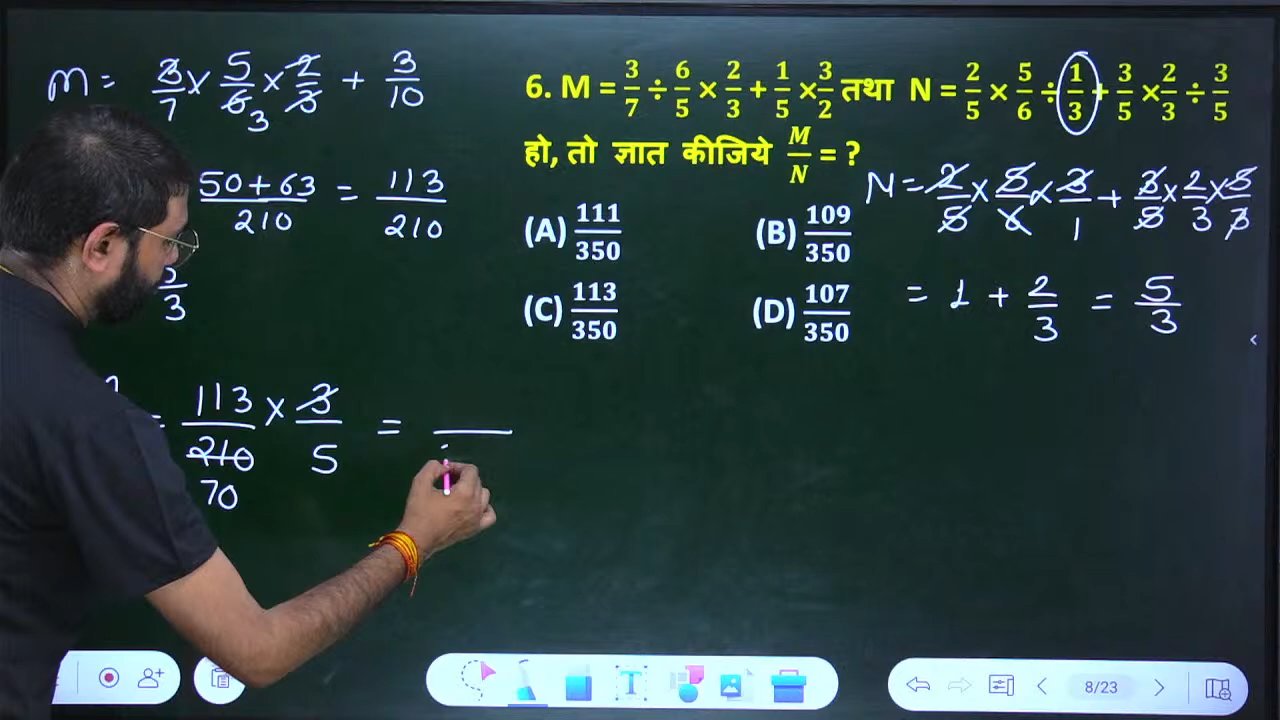 M = 3/7 × 5/6 3 × 2/3 + 3/10
50+63/210 = 113/210
2/3
= 113/210 70 × 3/5 =
6. M = 3/7 ÷ 6/5 × 2/3 + 1/5 × 3/2 तथा N = 2/5 × 5/6 ÷ 1/3 + 3/5 × 2/3 ÷ 3/5
हो, तो ज्ञात कीजिये M/N = ?
(A) 111/350 (B) 109/350
(C) 113/350 (D) 107/350
N = 2/5 × 5/6 × 3/1 + 3/5 × 2/3 × 5/3
= 1 + 2/3 = 5/3
T
8/23